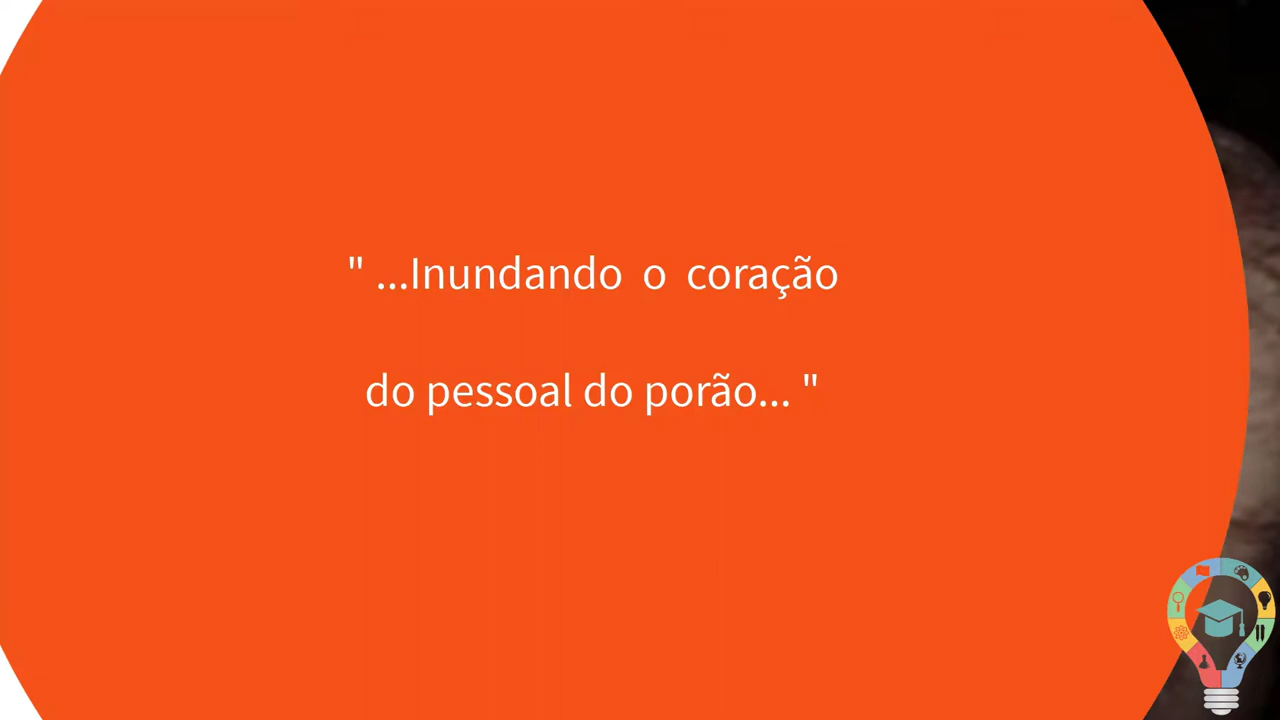 " ...Inundando o coração
do pessoal do porão... "